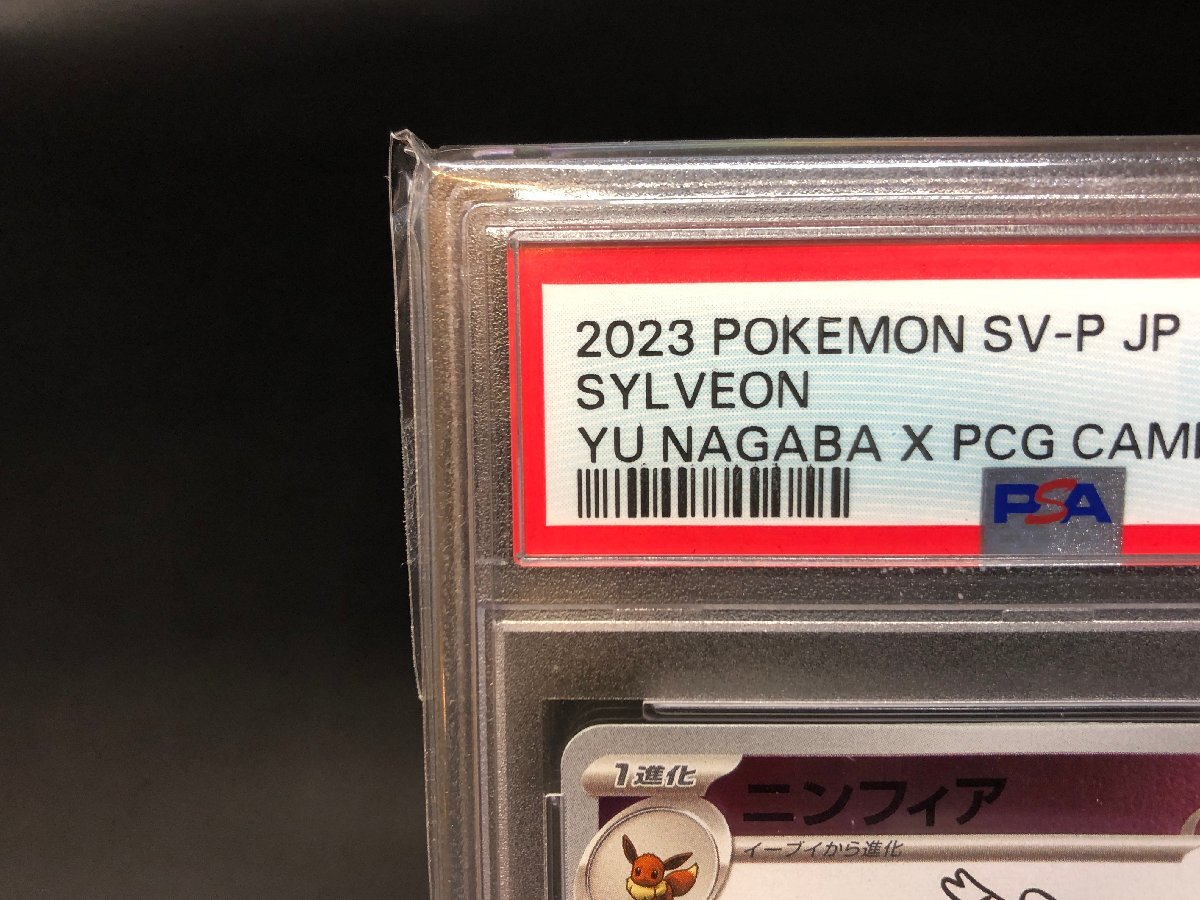 2023 POKEMON SV-P JP
SYLVEON
YU NAGABA X PCG
PSA
1進化
ニンフィア
イーブイから進化